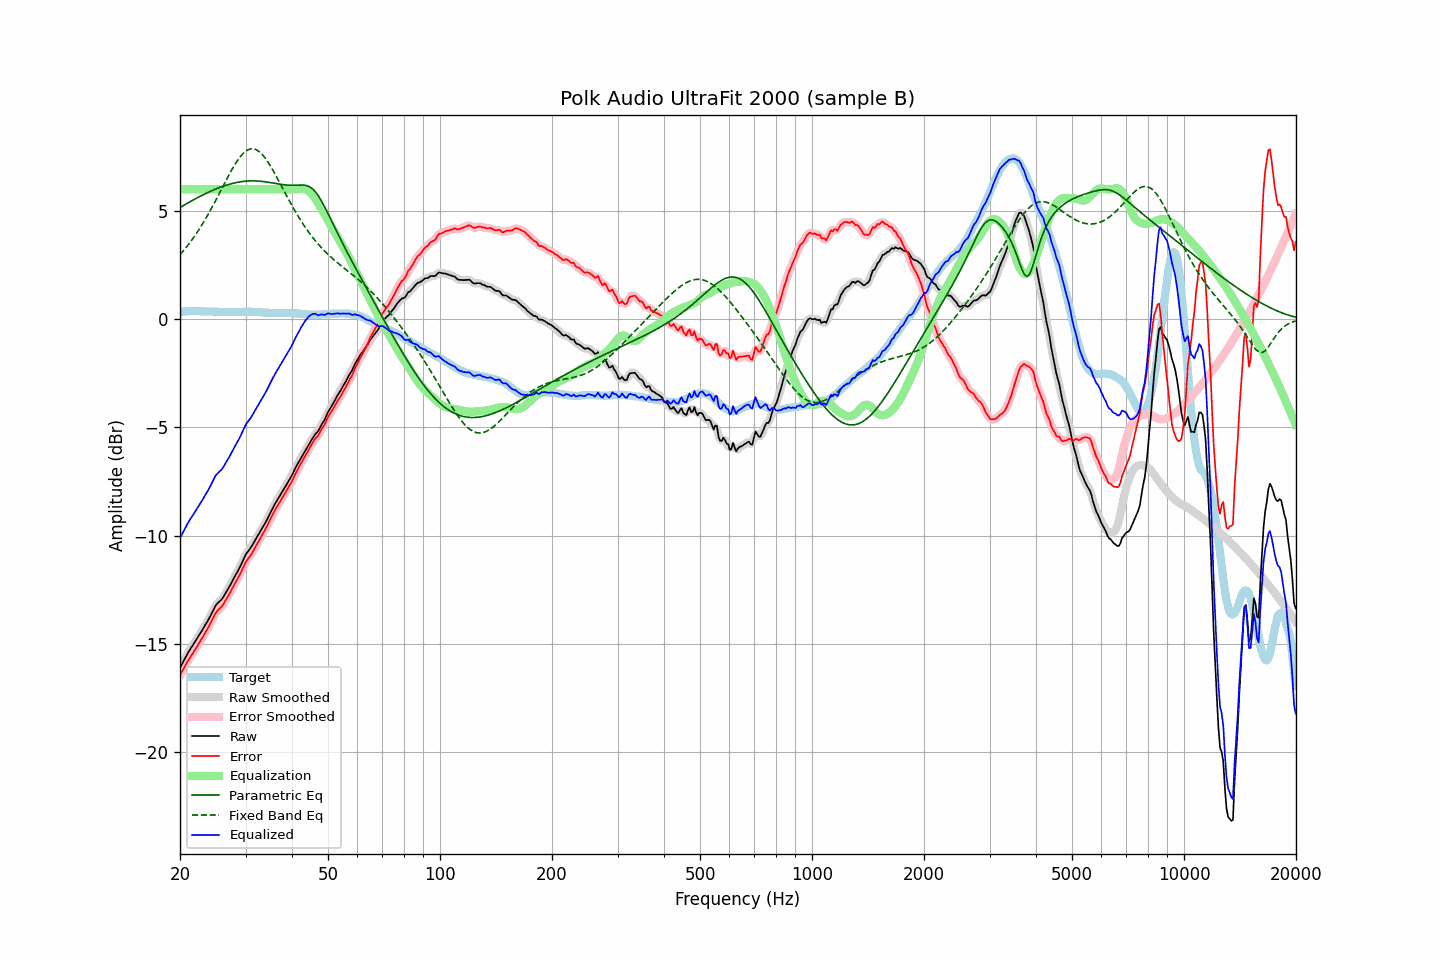 Polk Audio UltraFit 2000 (sample B)
Amplitude (dBr)
5
0
−5
−10
−15
−20
Target
Raw Smoothed
Error Smoothed
Raw
Error
Equalization
Parametric Eq
Fixed Band Eq
Equalized
20
50
100
200
500
1000
2000
5000
10000
20000
Frequency (Hz)